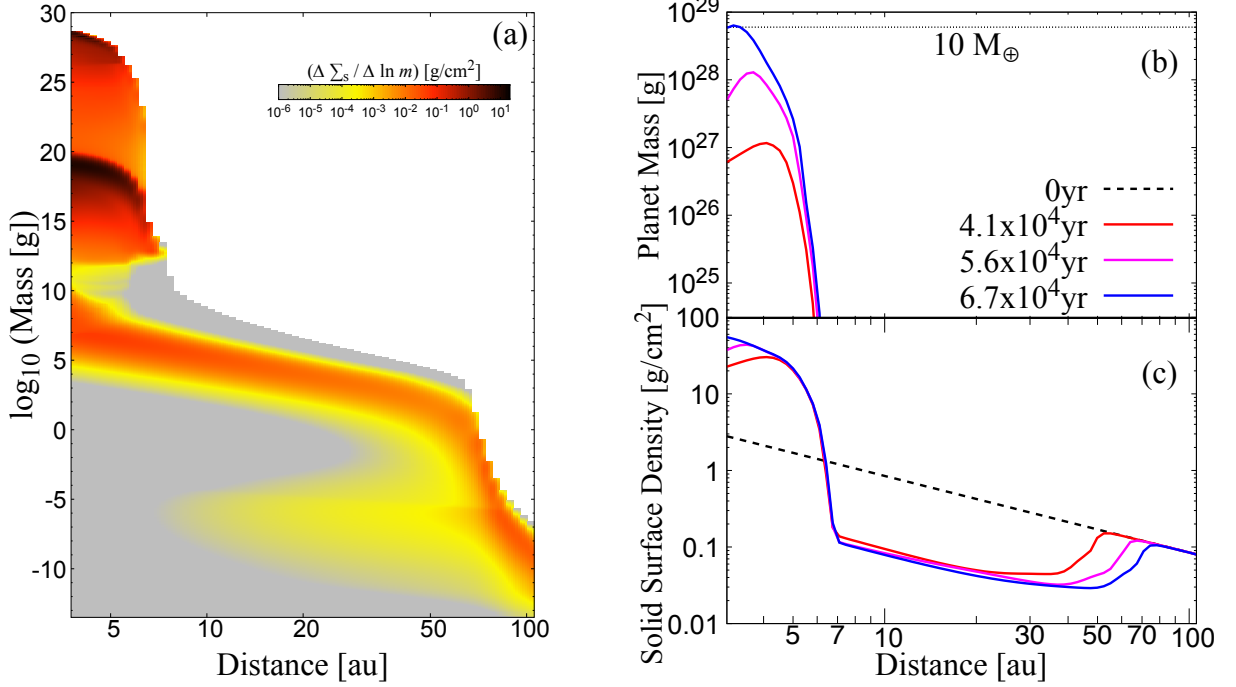 (a)
(Δ ∑s / Δ ln m) [g/cm2]
10-6 10-5 10-4 10-3 10-2 10-1 100 101
30
25
20
15
10
5
0
-5
-10
log10 (Mass [g])
5 10 20 50 100
Distance [au]
(b)
10 M⊕
1029
1028
1027
1026
1025
Planet Mass [g]
0yr
4.1x104yr
5.6x104yr
6.7x104yr
(c)
100
10
1
0.1
0.01
Solid Surface Density [g/cm2]
5 7 10 30 50 70 100
Distance [au]